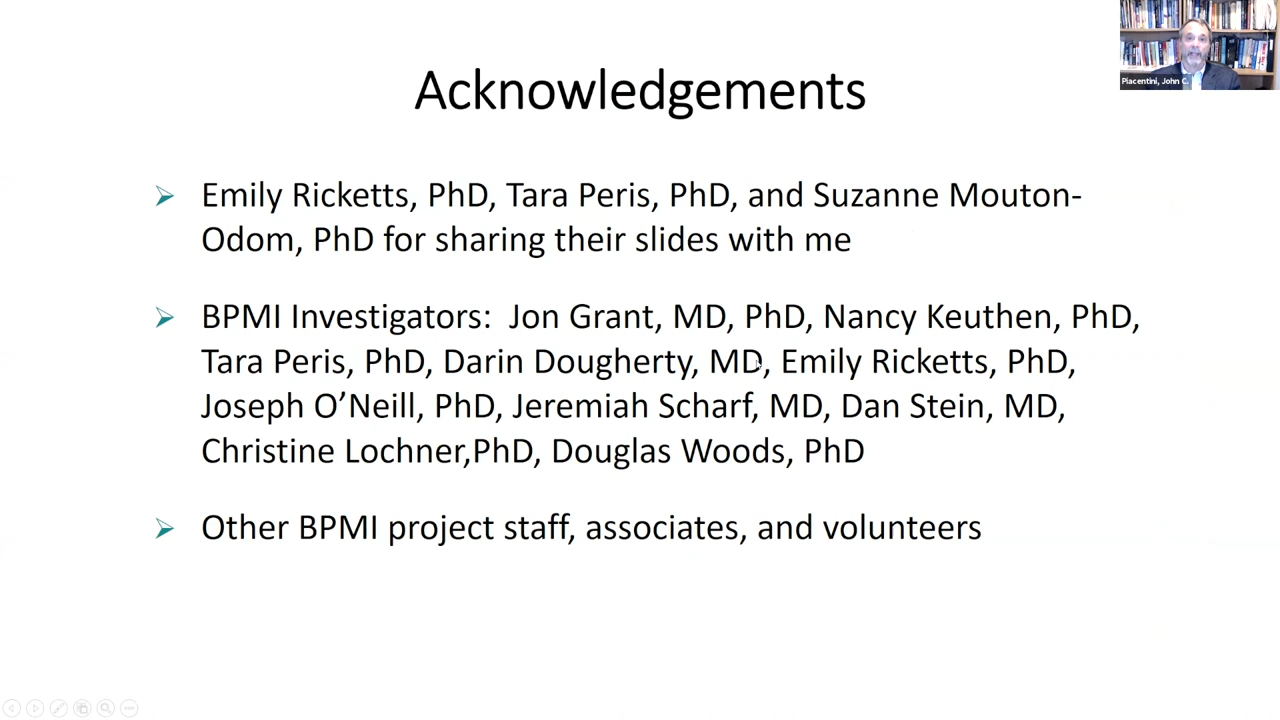 Acknowledgements
Piacentini, John C.
Emily Ricketts, PhD, Tara Peris, PhD, and Suzanne Mouton-
Odom, PhD for sharing their slides with me
BPMI Investigators:  Jon Grant, MD, PhD, Nancy Keuthen, PhD,
Tara Peris, PhD, Darin Dougherty, MD, Emily Ricketts, PhD,
Joseph O’Neill, PhD, Jeremiah Scharf, MD, Dan Stein, MD,
Christine Lochner,PhD, Douglas Woods, PhD
Other BPMI project staff, associates, and volunteers